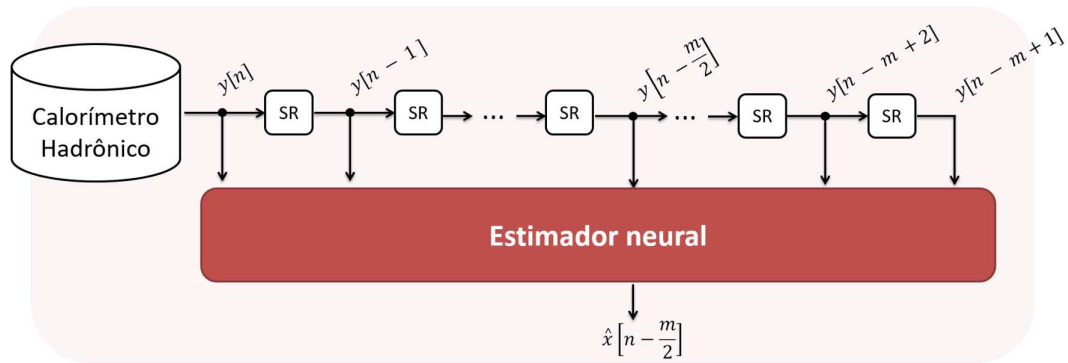 y[n]
y[n − 1]
y[n − m/2]
y[n − m + 2]
y[n − m + 1]
Calorímetro
Hadrônico
SR
SR
...
SR
...
SR
SR
Estimador neural
x̂[n − m/2]